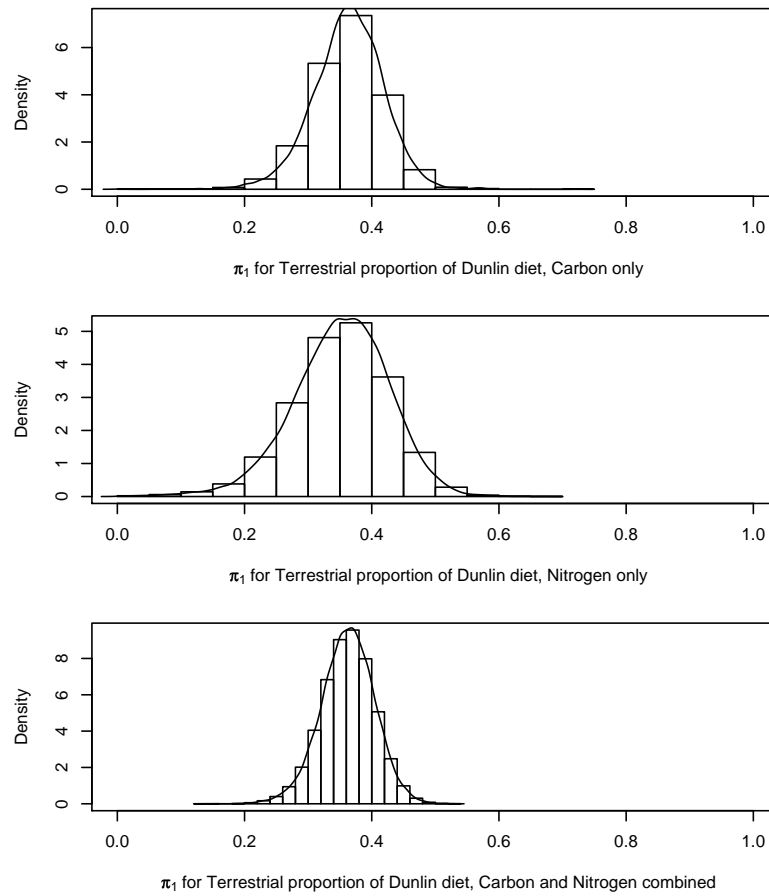 Density
6
4
2
0
0.0 0.2 0.4 0.6 0.8 1.0
π₁ for Terrestrial proportion of Dunlin diet, Carbon only
Density
5
4
3
2
1
0
0.0 0.2 0.4 0.6 0.8 1.0
π₁ for Terrestrial proportion of Dunlin diet, Nitrogen only
Density
8
6
4
2
0
0.0 0.2 0.4 0.6 0.8 1.0
π₁ for Terrestrial proportion of Dunlin diet, Carbon and Nitrogen combined